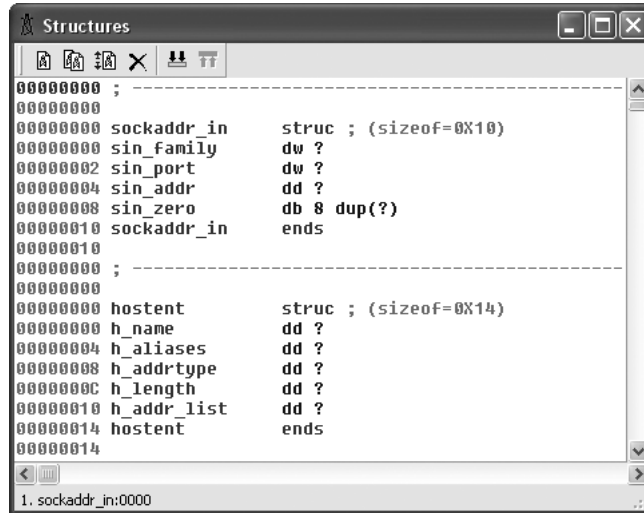 Structures
00000000 ; ------------------------------------------------------
00000000
00000000 sockaddr_in     struc ; (sizeof=0X10)
00000000 sin_family      dw ?
00000002 sin_port        dw ?
00000004 sin_addr        dd ?
00000008 sin_zero        db 8 dup(?)
00000010 sockaddr_in     ends
00000010
00000000 ; ------------------------------------------------------
00000000
00000000 hostent         struc ; (sizeof=0X14)
00000000 h_name          dd ?
00000004 h_aliases       dd ?
00000008 h_addrtype      dd ?
0000000C h_length        dd ?
00000010 h_addr_list     dd ?
00000014 hostent         ends
00000014
1. sockaddr_in:0000